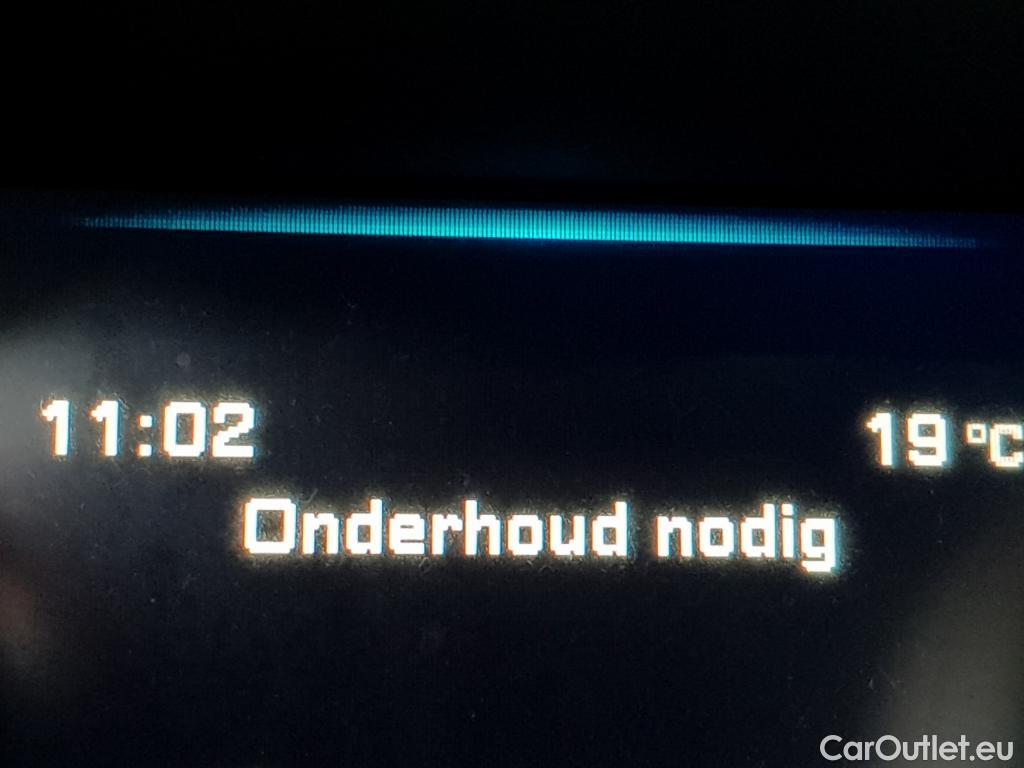 11:02 19 °C
Onderhoud nodig
CarOutlet.eu